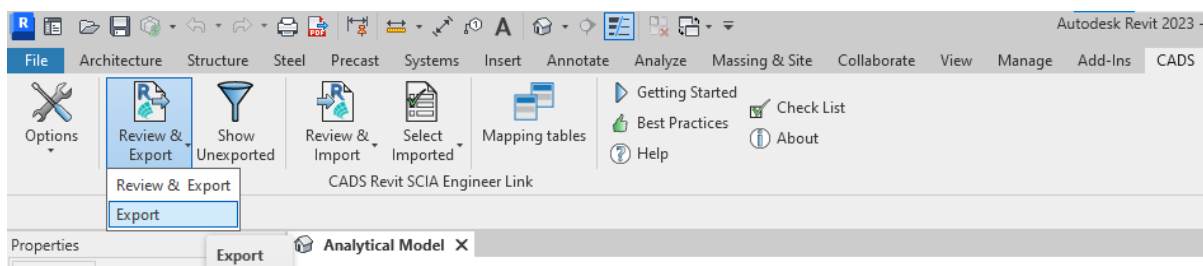 Autodesk Revit 2023 -
File Architecture Structure Steel Precast Systems Insert Annotate Analyze Massing & Site Collaborate View Manage Add-Ins CADS
Options
Review & Export
Show Unexported
Review & Import
Select Imported
Mapping tables
Getting Started
Best Practices
Help
Check List
About
Review & Export
Export
CADS Revit SCIA Engineer Link
Properties
Export
Analytical Model